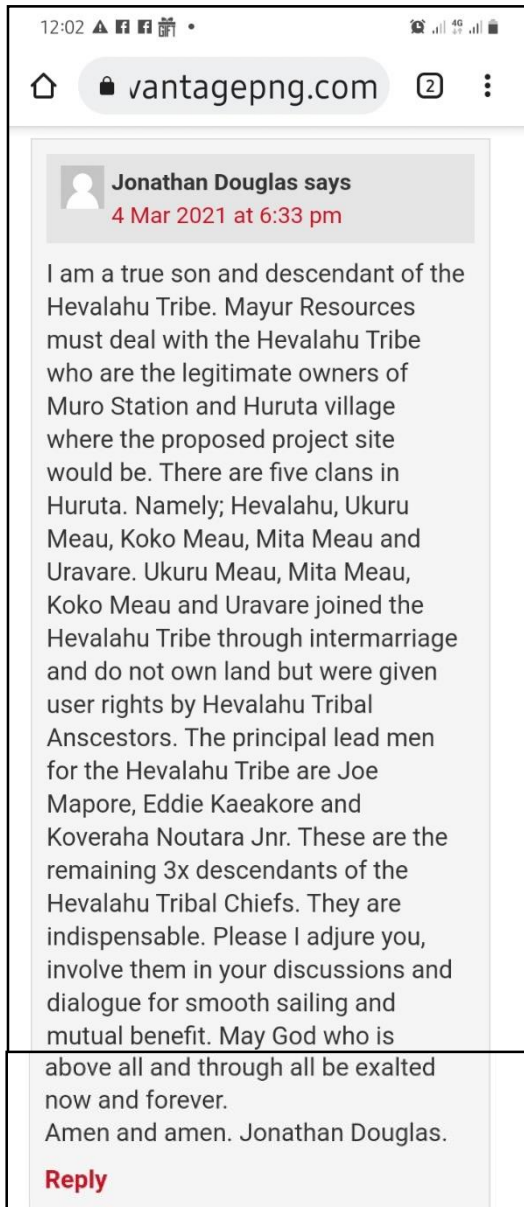 12:02
4G
vantagepng.com
2
Jonathan Douglas says
4 Mar 2021 at 6:33 pm
I am a true son and descendant of the
Hevalahu Tribe. Mayur Resources
must deal with the Hevalahu Tribe
who are the legitimate owners of
Muro Station and Huruta village
where the proposed project site
would be. There are five clans in
Huruta. Namely; Hevalahu, Ukuru
Meau, Koko Meau, Mita Meau and
Uravare. Ukuru Meau, Mita Meau,
Koko Meau and Uravare joined the
Hevalahu Tribe through intermarriage
and do not own land but were given
user rights by Hevalahu Tribal
Anscestors. The principal lead men
for the Hevalahu Tribe are Joe
Mapore, Eddie Kaeakore and
Koveraha Noutara Jnr. These are the
remaining 3x descendants of the
Hevalahu Tribal Chiefs. They are
indispensable. Please I adjure you,
involve them in your discussions and
dialogue for smooth sailing and
mutual benefit. May God who is
above all and through all be exalted
now and forever.
Amen and amen. Jonathan Douglas.
Reply